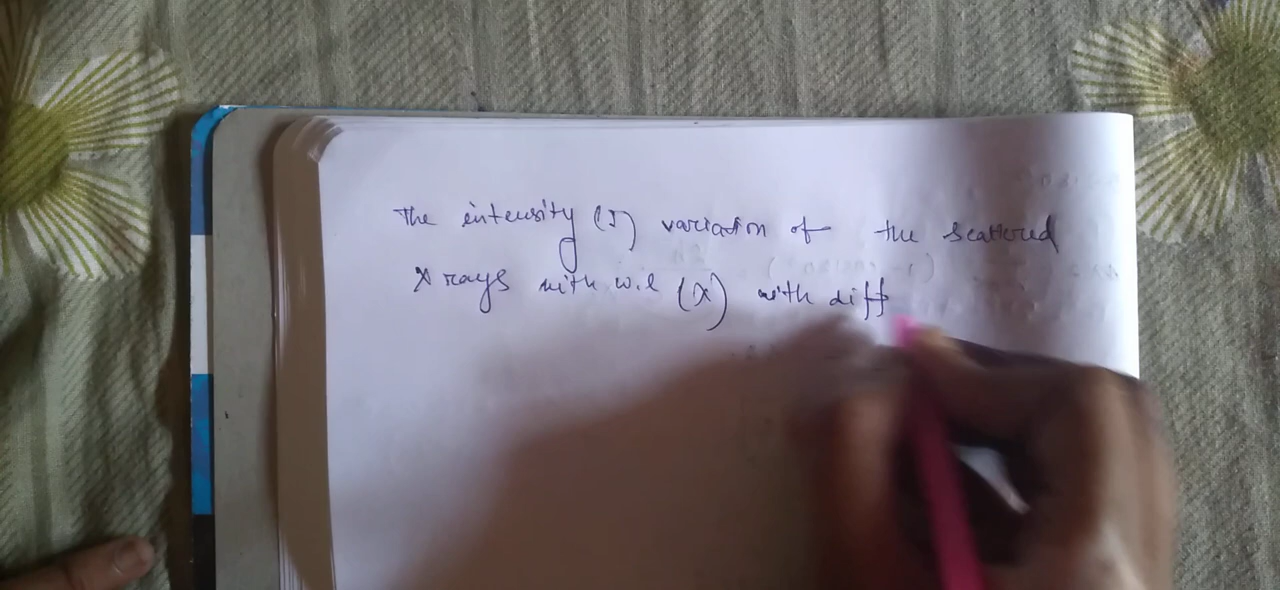 The intensity (I) variation of the scattered
X rays with w.l (λ) with diff